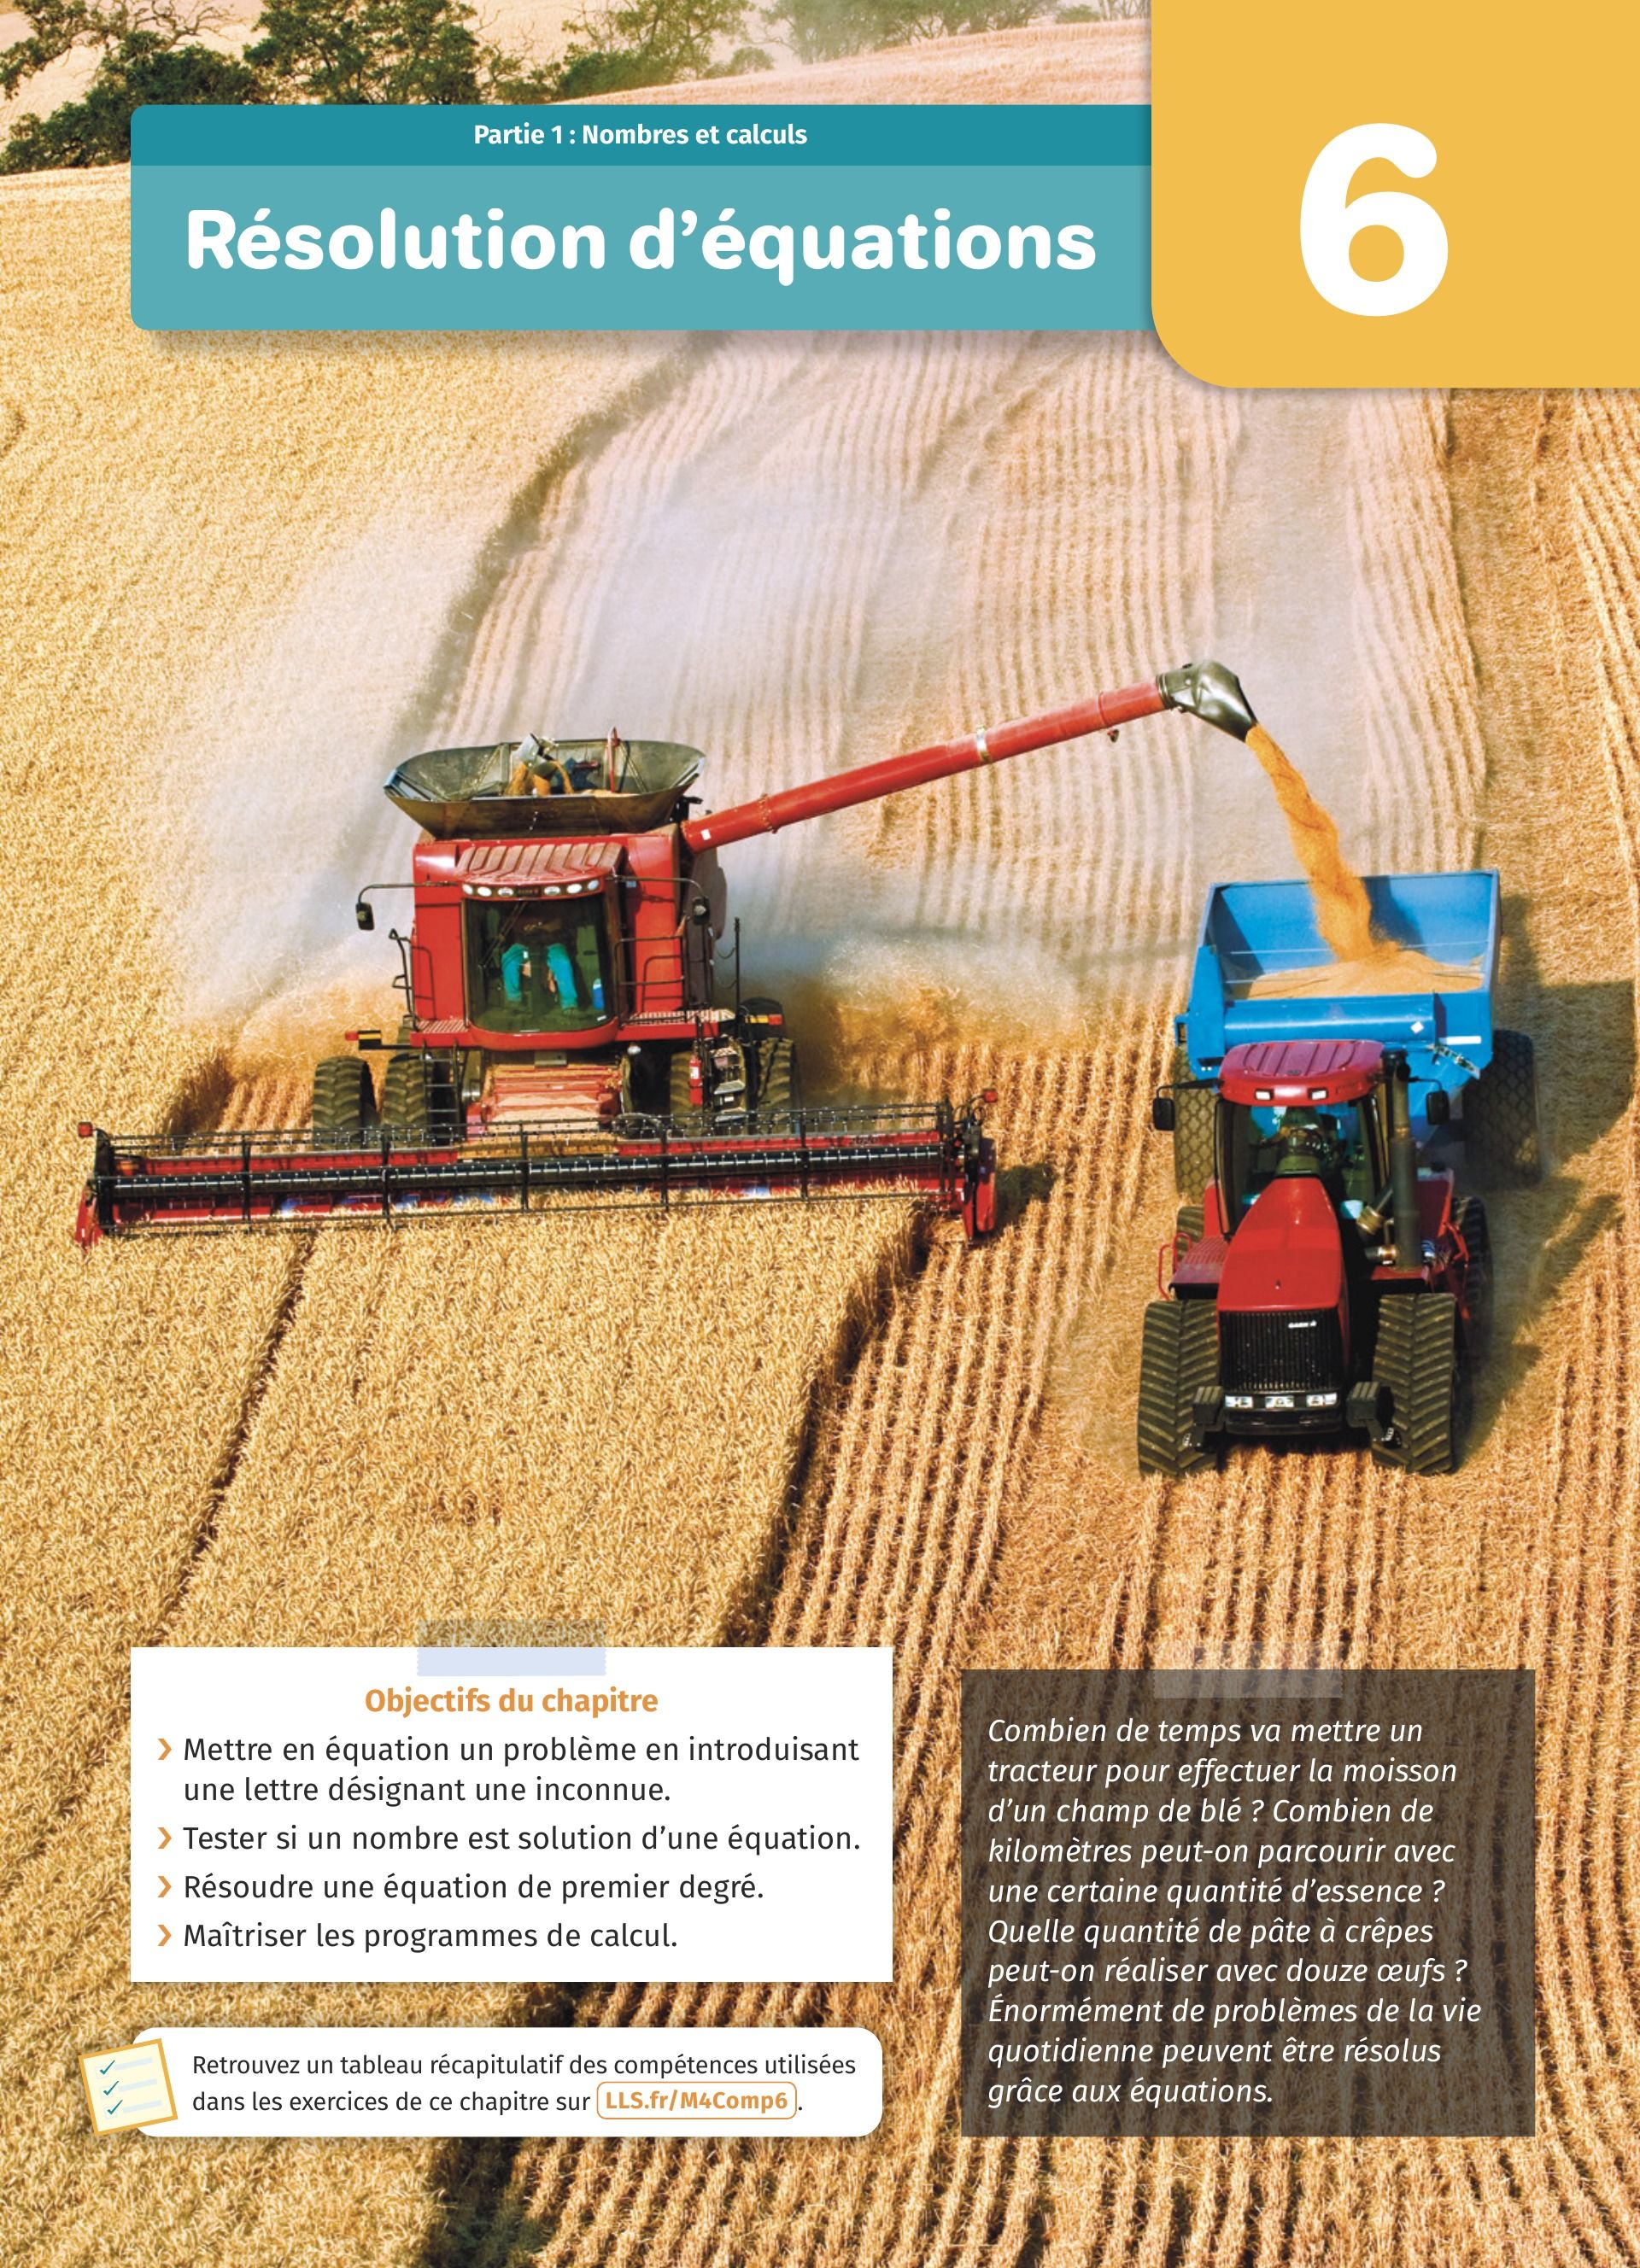 Partie 1 : Nombres et calculs
Résolution d'équations
6
Objectifs du chapitre
› Mettre en équation un problème en introduisant
une lettre désignant une inconnue.
› Tester si un nombre est solution d'une équation.
› Résoudre une équation de premier degré.
› Maîtriser les programmes de calcul.
Retrouvez un tableau récapitulatif des compétences utilisées
dans les exercices de ce chapitre sur LLS.fr/M4Comp6.
Combien de temps va mettre un
tracteur pour effectuer la moisson
d'un champ de blé ? Combien de
kilomètres peut-on parcourir avec
une certaine quantité d'essence ?
Quelle quantité de pâte à crêpes
peut-on réaliser avec douze œufs ?
Énormément de problèmes de la vie
quotidienne peuvent être résolus
grâce aux équations.